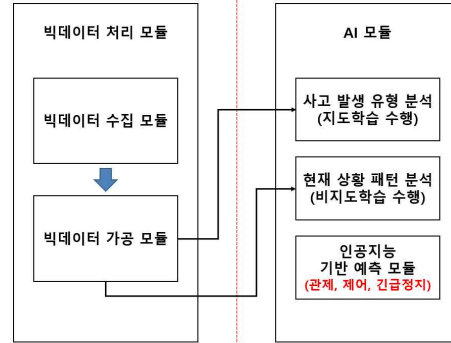 빅데이터 처리 모듈
빅데이터 수집 모듈
빅데이터 가공 모듈
AI 모듈
사고 발생 유형 분석
(지도학습 수행)
현재 상황 패턴 분석
(비지도학습 수행)
인공지능
기반 예측 모듈
(관제, 제어, 긴급정지)